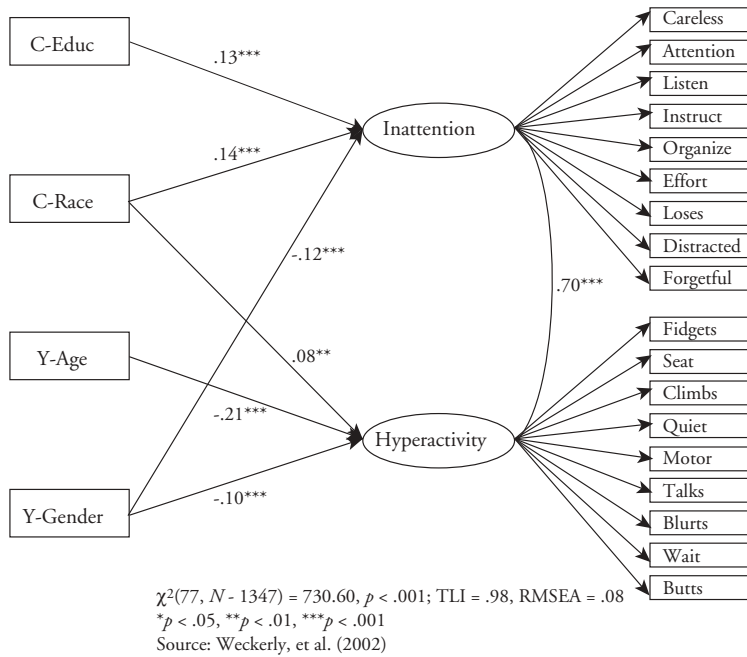 C-Educ
C-Race
Y-Age
Y-Gender
.13***
.14***
-.12***
.08**
-.21***
-.10***
Inattention
Hyperactivity
.70***
Careless
Attention
Listen
Instruct
Organize
Effort
Loses
Distracted
Forgetful
Fidgets
Seat
Climbs
Quiet
Motor
Talks
Blurts
Wait
Butts
χ²(77, N - 1347) = 730.60, p < .001; TLI = .98, RMSEA = .08
*p < .05, **p < .01, ***p < .001
Source: Weckerly, et al. (2002)